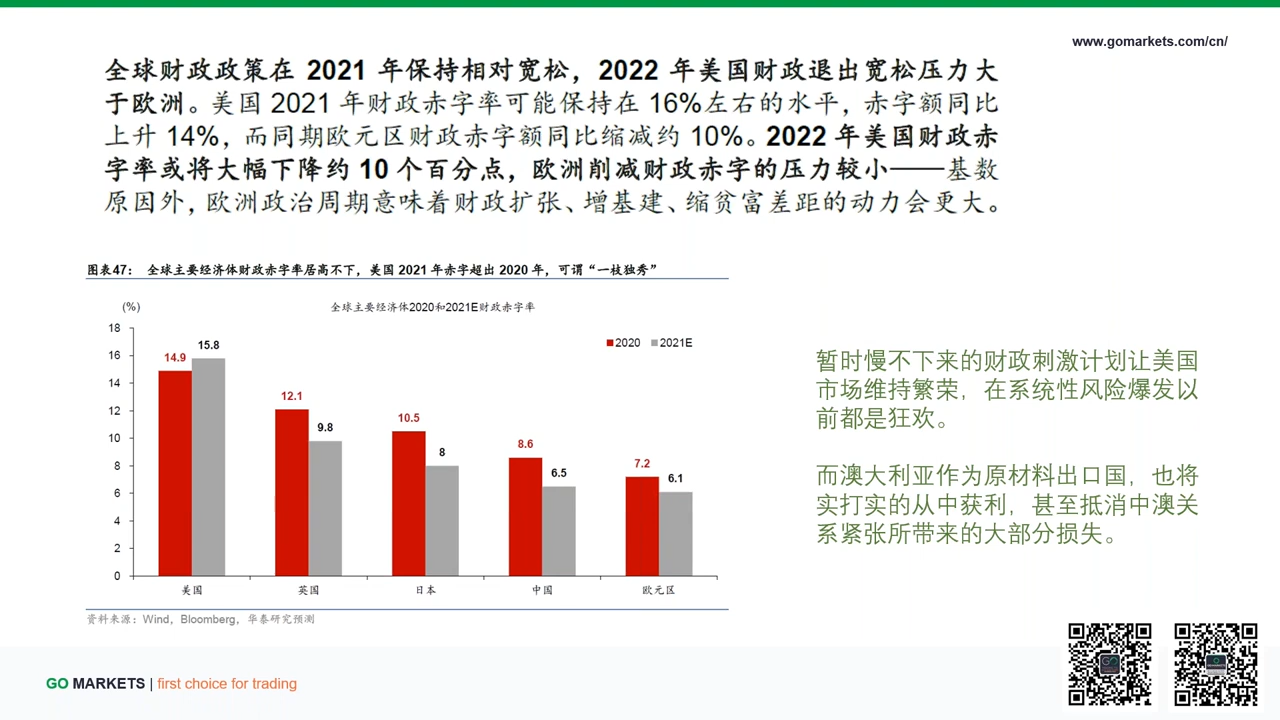 www.gomarkets.com/cn/
全球财政政策在 2021 年保持相对宽松，2022 年美国财政退出宽松压力大
于欧洲。美国 2021 年财政赤字率可能保持在 16%左右的水平，赤字额同比
上升 14%，而同期欧元区财政赤字额同比缩减约 10%。2022 年美国财政赤
字率或将大幅下降约 10 个百分点，欧洲削减财政赤字的压力较小——基数
原因外，欧洲政治周期意味着财政扩张、增基建、缩贫富差距的动力会更大。
图表47： 全球主要经济体财政赤字率居高不下，美国 2021 年赤字超出 2020 年，可谓“一枝独秀”
(%)
全球主要经济体2020和2021E财政赤字率
2020 2021E
18
16
14
12
10
8
6
4
2
0
14.9 15.8
12.1 9.8
10.5 8
8.6 6.5
7.2 6.1
美国 英国 日本 中国 欧元区
资料来源：Wind，Bloomberg，华泰研究预测
暂时慢不下来的财政刺激计划让美国
市场维持繁荣，在系统性风险爆发以
前都是狂欢。
而澳大利亚作为原材料出口国，也将
实打实的从中获利，甚至抵消中澳关
系紧张所带来的大部分损失。
GO MARKETS | first choice for trading